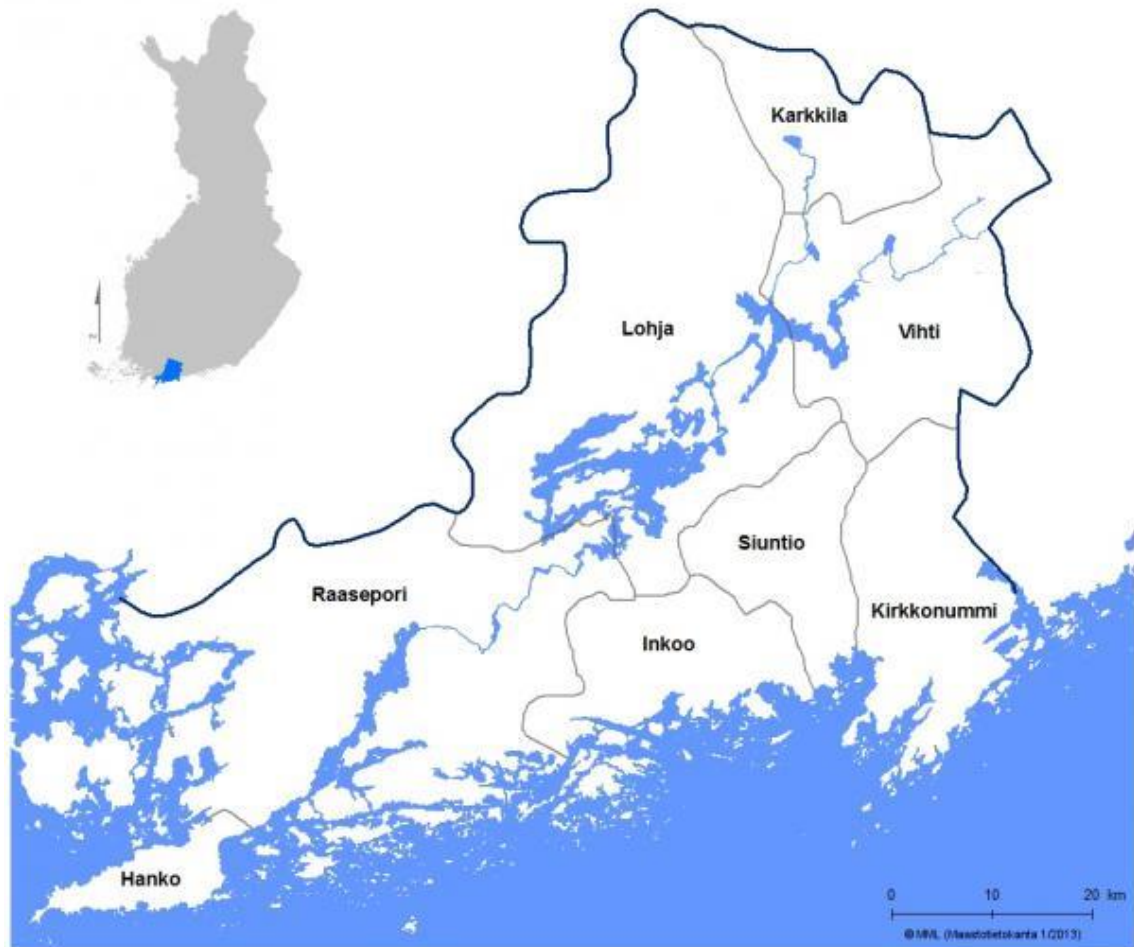 Karkkila
Lohja
Vihti
Siuntio
Raasepori
Kirkkonummi
Inkoo
Hanko
0 10 20 km
© MML (Maastotietokanta 1/2013)